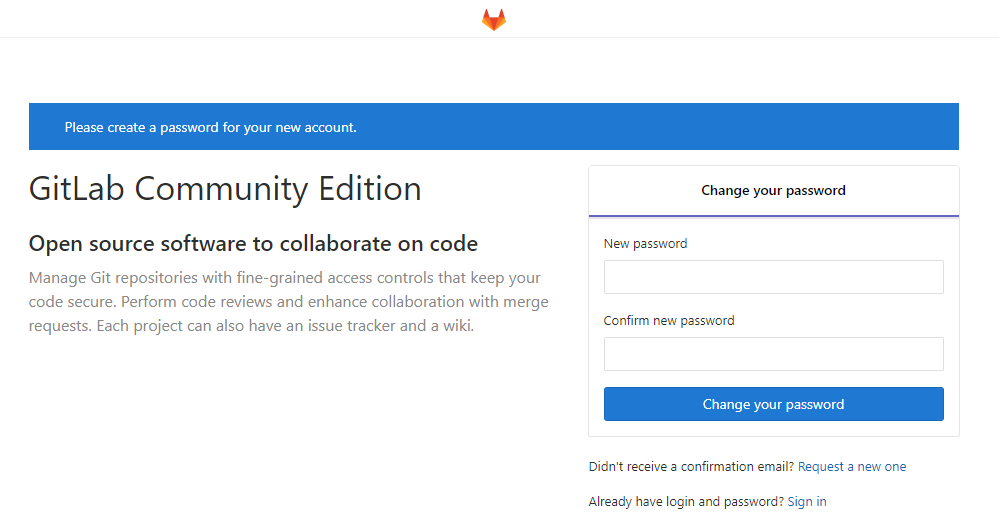 Please create a password for your new account.
GitLab Community Edition
Open source software to collaborate on code
Manage Git repositories with fine-grained access controls that keep your
code secure. Perform code reviews and enhance collaboration with merge
requests. Each project can also have an issue tracker and a wiki.
Change your password
New password
Confirm new password
Change your password
Didn't receive a confirmation email? Request a new one
Already have login and password? Sign in